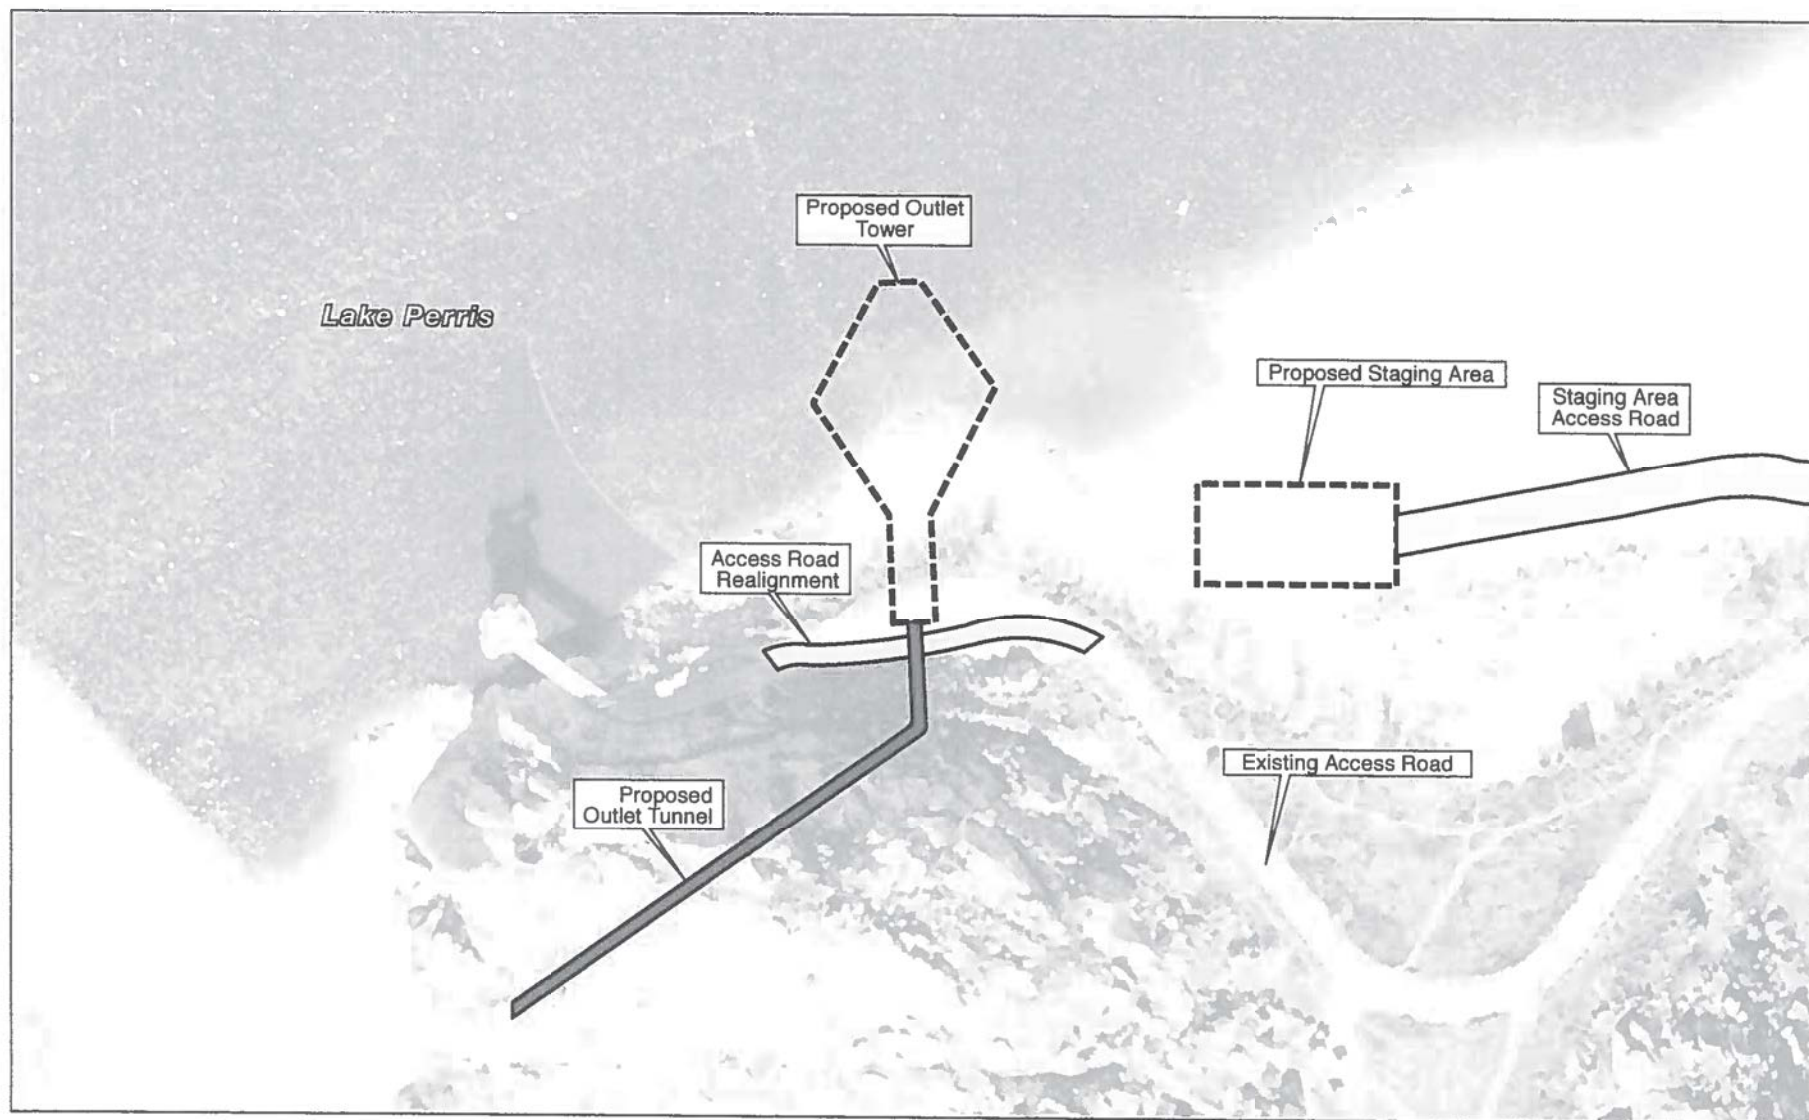 Proposed Outlet
Tower
Lake Perris
Proposed Staging Area
Staging Area
Access Road
Access Road
Realignment
Existing Access Road
Proposed
Outlet Tunnel